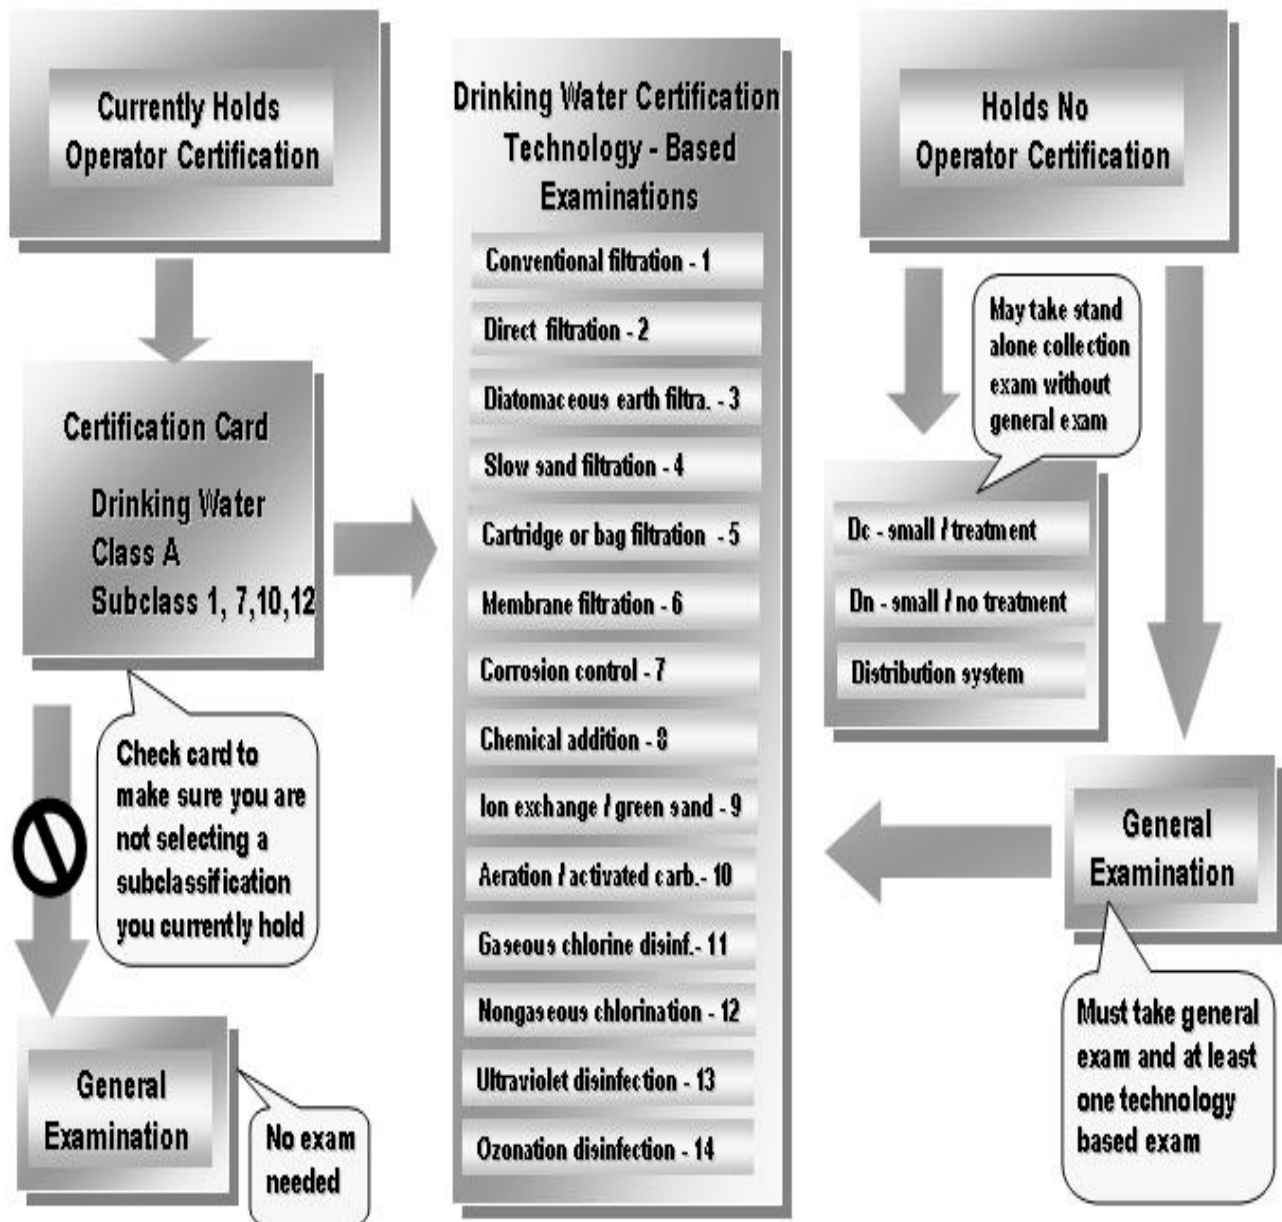 Currently Holds
Operator Certification
Certification Card
Drinking Water
Class A
Subclass 1, 7,10,12
Check card to
make sure you are
not selecting a
subclassification
you currently hold
General
Examination
No exam
needed
Drinking Water Certification
Technology - Based
Examinations
Conventional filtration - 1
Direct filtration - 2
Diatomaceous earth filtra. - 3
Slow sand filtration - 4
Cartridge or bag filtration - 5
Membrane filtration - 6
Corrosion control - 7
Chemical addition - 8
Ion exchange / green sand - 9
Aeration / activated carb.- 10
Gaseous chlorine disinf.- 11
Nongaseous chlorination - 12
Ultraviolet disinfection - 13
Ozonation disinfection - 14
Holds No
Operator Certification
May take stand
alone collection
exam without
general exam
Dc - small / treatment
Dn - small / no treatment
Distribution system
General
Examination
Must take general
exam and at least
one technology
based exam